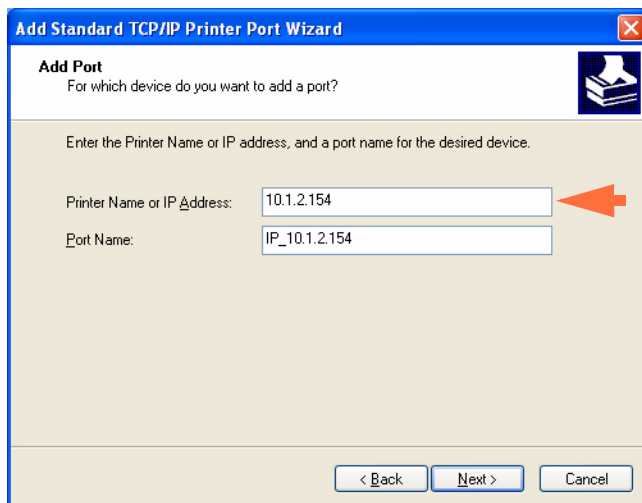 Add Standard TCP/IP Printer Port Wizard
Add Port
For which device do you want to add a port?
Enter the Printer Name or IP address, and a port name for the desired device.
Printer Name or IP Address: 10.1.2.154
Port Name: IP_10.1.2.154
< Back Next > Cancel